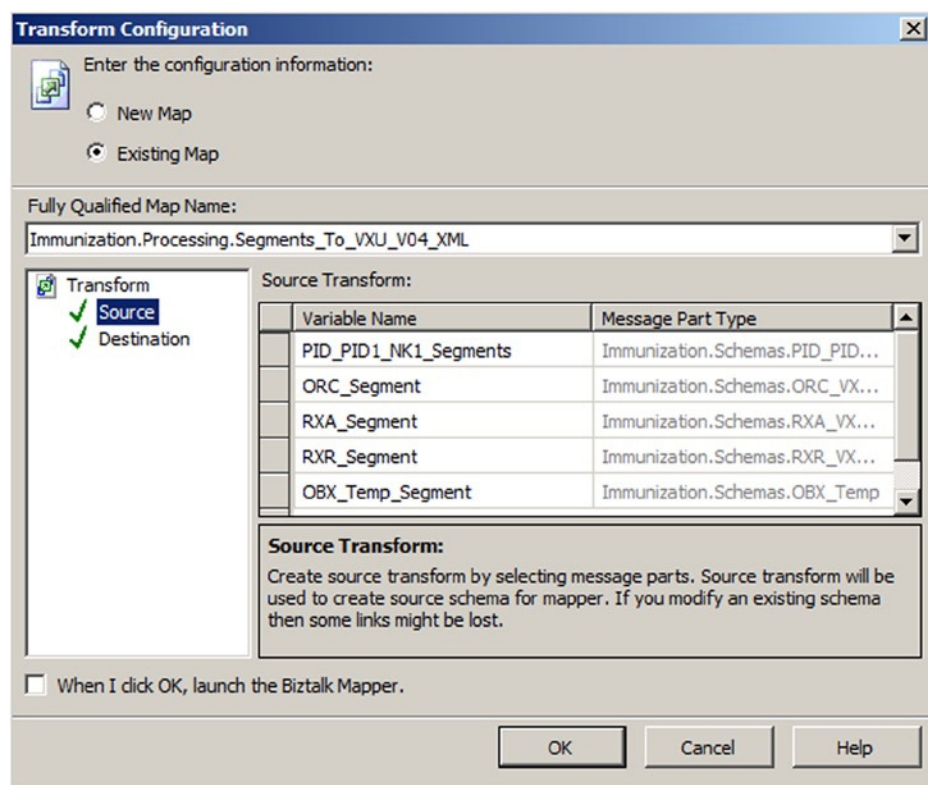 Transform Configuration
Enter the configuration information:
New Map
Existing Map
Fully Qualified Map Name:
Immunization.Processing.Segments_To_VXU_V04_XML
Transform
Source
Destination
Source Transform:
Variable Name Message Part Type
PID_PID1_NK1_Segments Immunization.Schemas.PID_PID...
ORC_Segment Immunization.Schemas.ORC_VX...
RXA_Segment Immunization.Schemas.RXA_VX...
RXR_Segment Immunization.Schemas.RXR_VX...
OBX_Temp_Segment Immunization.Schemas.OBX_Temp
Source Transform:
Create source transform by selecting message parts. Source transform will be
used to create source schema for mapper. If you modify an existing schema
then some links might be lost.
When I click OK, launch the Biztalk Mapper.
OK Cancel Help